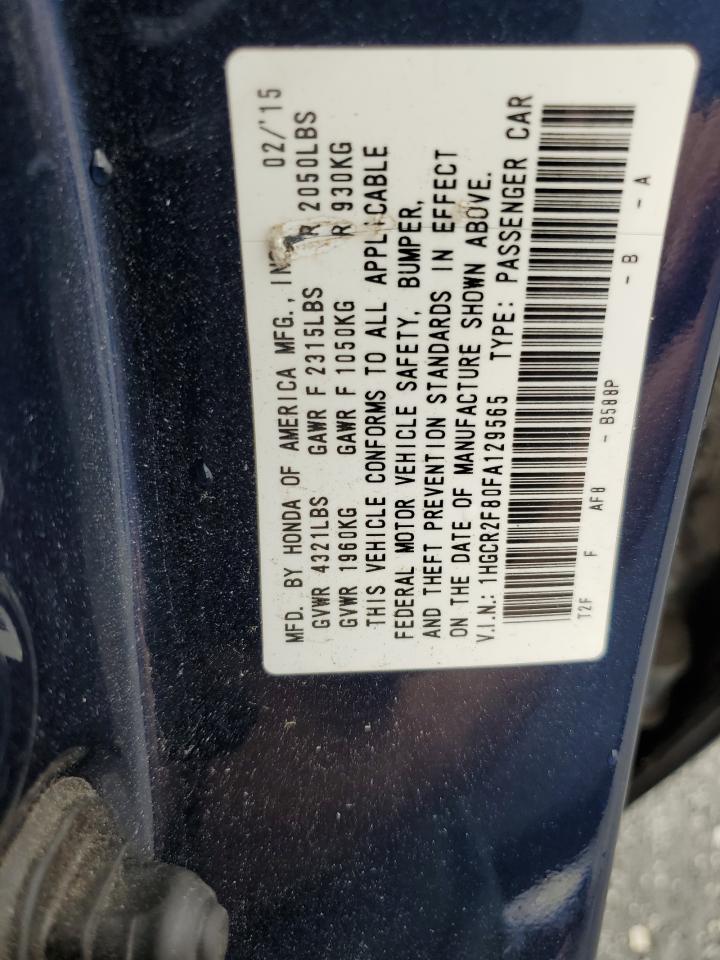 MFD. BY HONDA OF AMERICA MFG., INC. 02/'15
GVWR 4321LBS GAWR F 2315LBS R 2050LBS
GVWR 1960KG GAWR F 1050KG R 930KG
THIS VEHICLE CONFORMS TO ALL APPLICABLE
FEDERAL MOTOR VEHICLE SAFETY, BUMPER,
AND THEFT PREVENTION STANDARDS IN EFFECT
ON THE DATE OF MANUFACTURE SHOWN ABOVE.
V.I.N.: 1HGCR2F80FA129565 TYPE: PASSENGER CAR
T2F F AF8 - B588P - B - A